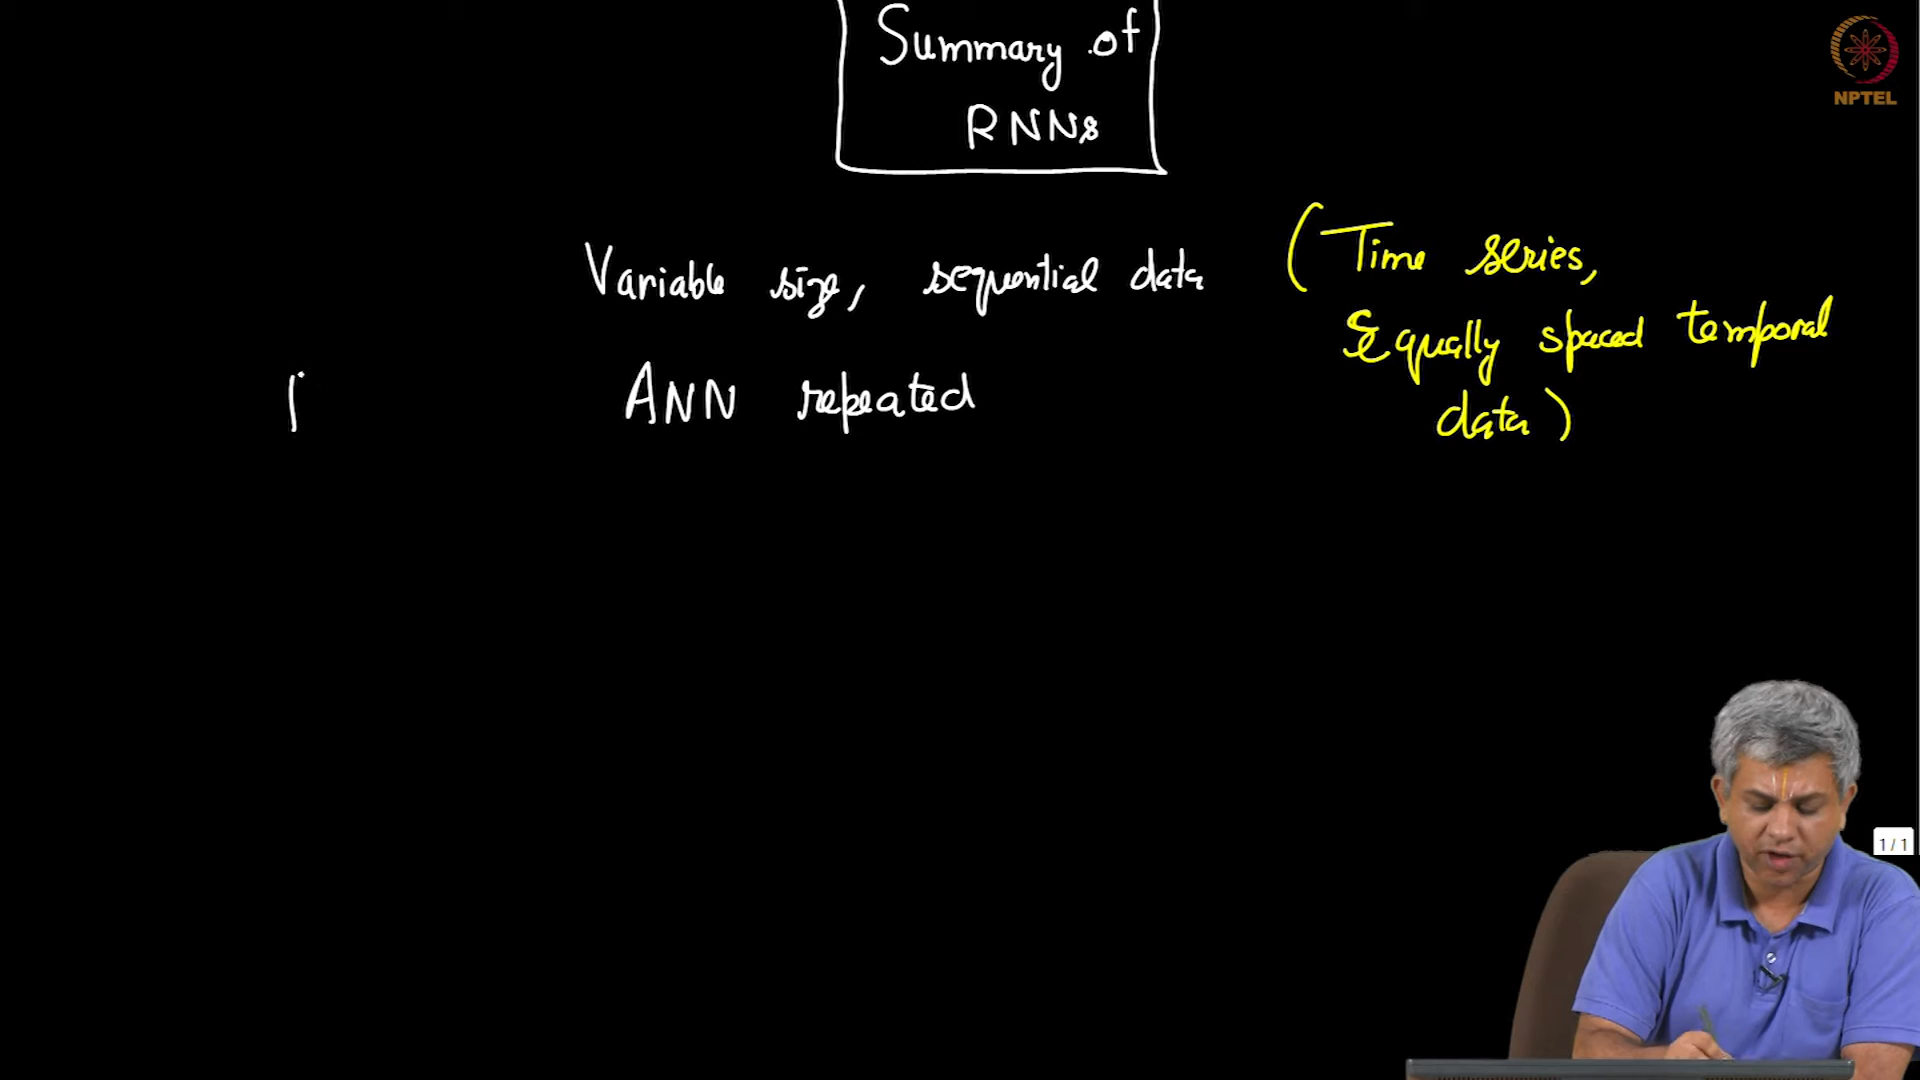 Summary of
RNNs
NPTEL
Variable size, sequential data
(Time series,
Equally spaced temporal
data)
ANN repeated
1/1